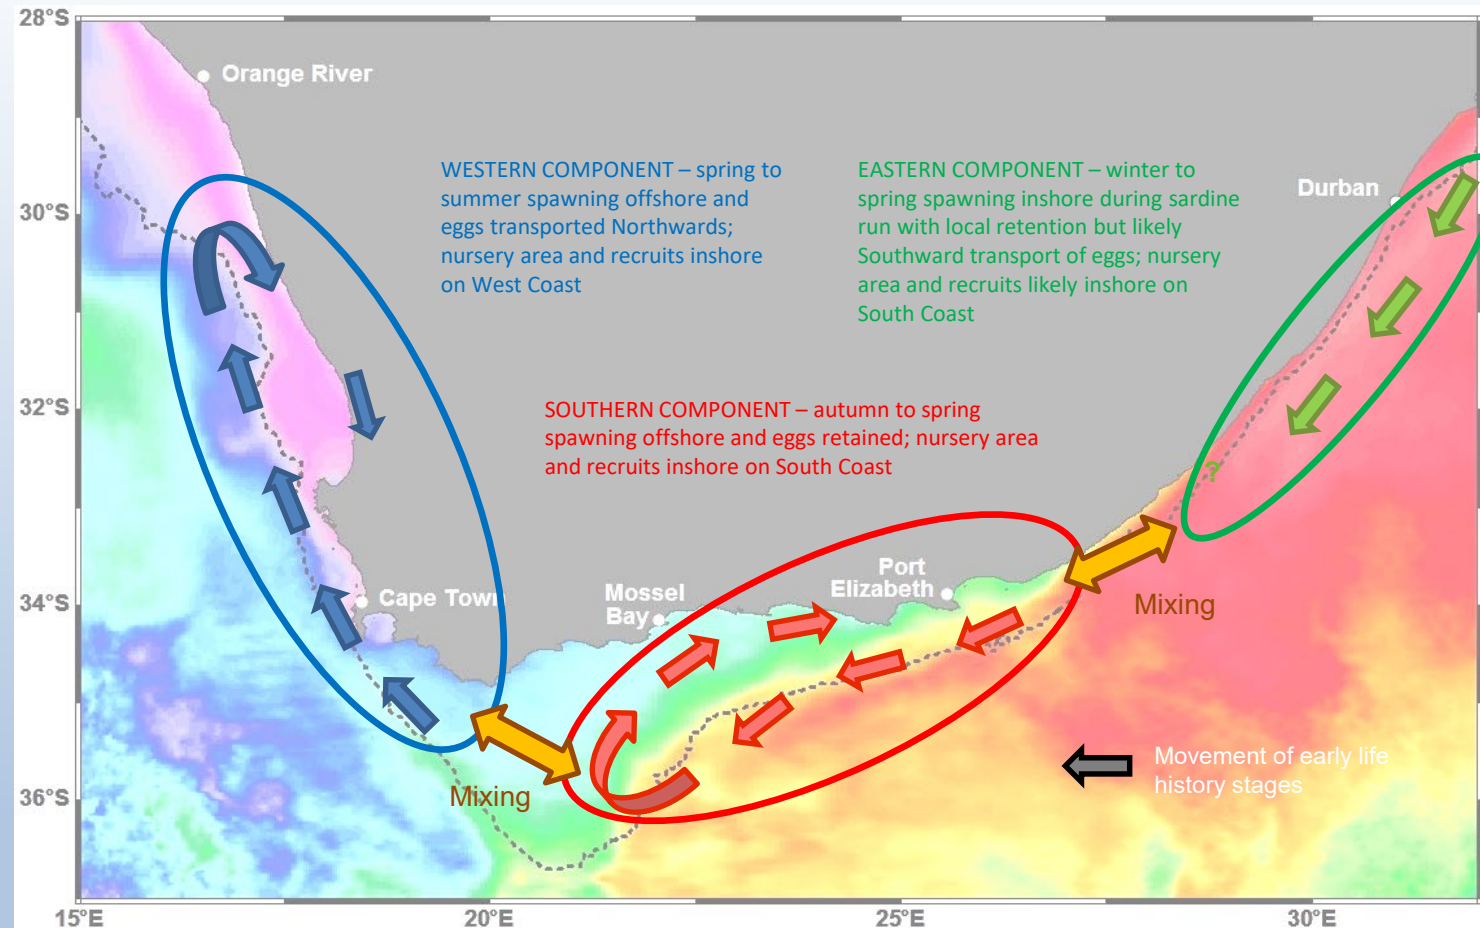 28°S
Orange River
WESTERN COMPONENT – spring to
summer spawning offshore and
eggs transported Northwards;
nursery area and recruits inshore
on West Coast
EASTERN COMPONENT – winter to
spring spawning inshore during sardine
run with local retention but likely
Southward transport of eggs; nursery
area and recruits likely inshore on
South Coast
Durban
30°S
32°S
SOUTHERN COMPONENT – autumn to spring
spawning offshore and eggs retained; nursery area
and recruits inshore on South Coast
?
34°S
Cape Town
Mossel
Bay
Port
Elizabeth
Mixing
Movement of early life
history stages
36°S
Mixing
15°E
20°E
25°E
30°E